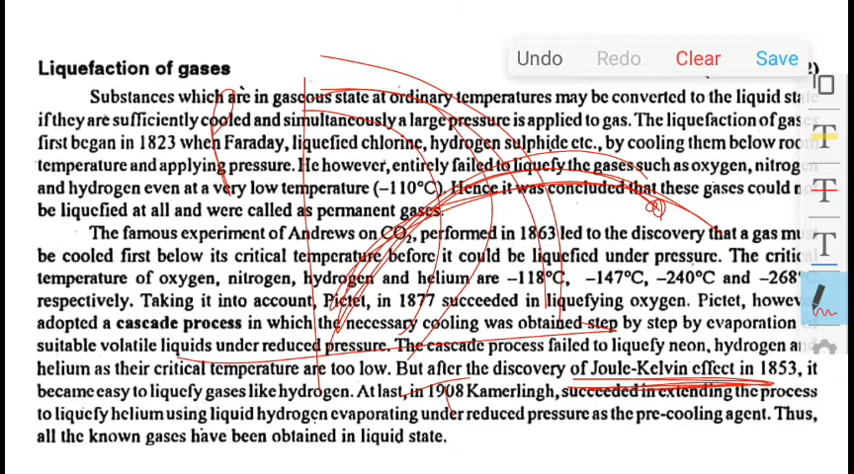 Undo Redo Clear Save
Liquefaction of gases
Substances which are in gaseous state at ordinary temperatures may be converted to the liquid state
if they are sufficiently cooled and simultaneously a large pressure is applied to gas. The liquefaction of gases
first began in 1823 when Faraday, liquefied chlorine, hydrogen sulphide etc., by cooling them below room
temperature and applying pressure. He however, entirely failed to liquefy the gases such as oxygen, nitrogen
and hydrogen even at a very low temperature (–110°C). Hence it was concluded that these gases could
be liquefied at all and were called as permanent gases.
The famous experiment of Andrews on CO₂, performed in 1863 led to the discovery that a gas must
be cooled first below its critical temperature before it could be liquefied under pressure. The critical
temperature of oxygen, nitrogen, hydrogen and helium are –118°C, –147°C, –240°C and –268°
respectively. Taking it into account, Pictet, in 1877 succeeded in liquefying oxygen. Pictet, however
adopted a cascade process in which the necessary cooling was obtained step by step by evaporation
suitable volatile liquids under reduced pressure. The cascade process failed to liquefy neon, hydrogen and
helium as their critical temperature are too low. But after the discovery of Joule-Kelvin effect in 1853, it
became easy to liquefy gases like hydrogen. At last, in 1908 Kamerlingh, succeeded in extending the process
to liquefy helium using liquid hydrogen evaporating under reduced pressure as the pre-cooling agent. Thus,
all the known gases have been obtained in liquid state.